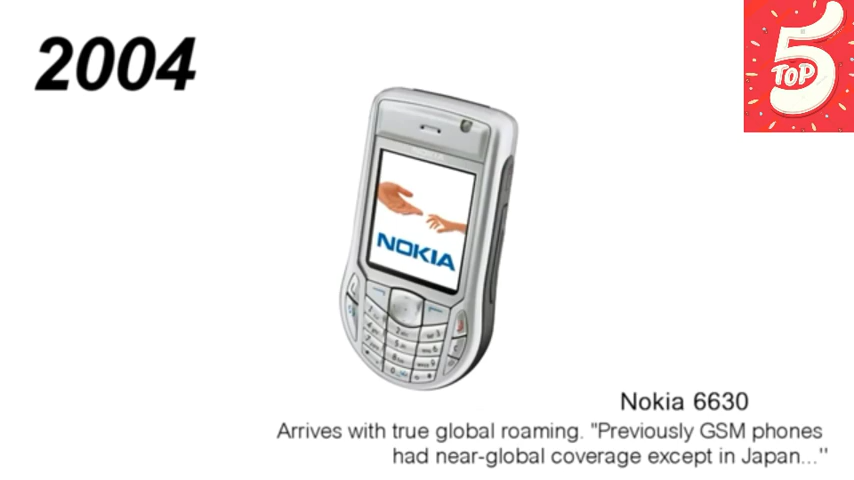 2004
5
TOP
NOKIA
Nokia 6630
Arrives with true global roaming. "Previously GSM phones
had near-global coverage except in Japan..."